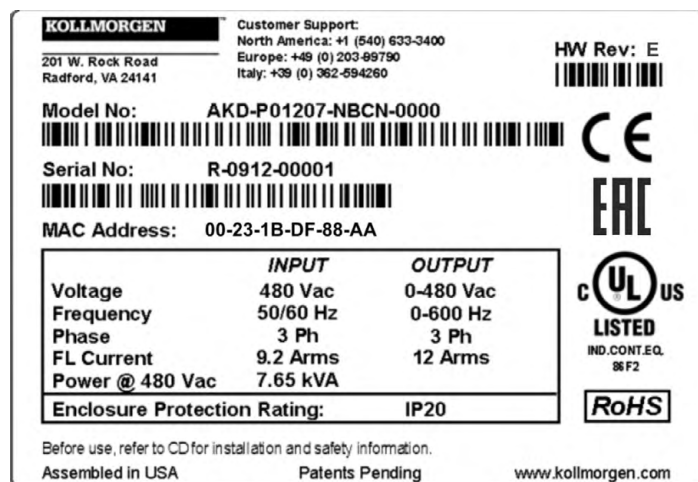 KOLLMORGEN
201 W. Rock Road
Radford, VA 24141
Customer Support:
North America: +1 (540) 633-3400
Europe: +49 (0) 203-99790
Italy: +39 (0) 362-594260
HW Rev: E
Model No: AKD-P01207-NBCN-0000
Serial No: R-0912-00001
MAC Address: 00-23-1B-DF-88-AA
CE
EAC
INPUT OUTPUT
Voltage 480 Vac 0-480 Vac
Frequency 50/60 Hz 0-600 Hz
Phase 3 Ph 3 Ph
FL Current 9.2 Arms 12 Arms
Power @ 480 Vac 7.65 kVA
Enclosure Protection Rating: IP20
C UL ® US
LISTED
IND.CONT.EQ.
86F2
RoHS
Before use, refer to CD for installation and safety information.
Assembled in USA Patents Pending www.kollmorgen.com